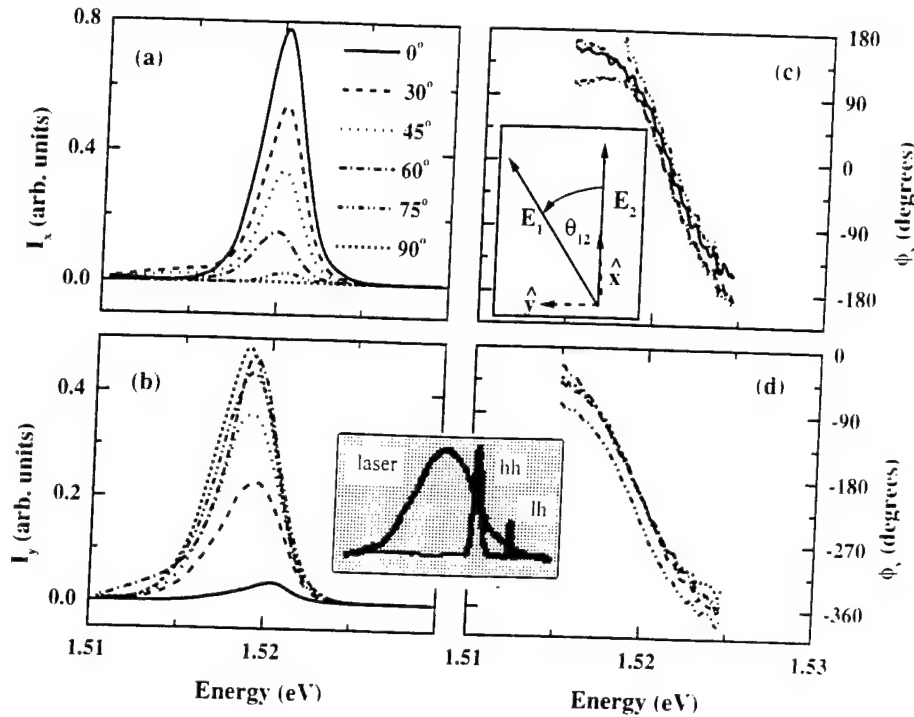 0.8
(a)
0°
30°
45°
60°
75°
90°
0.4
0.0
I_x (arb. units)
(c)
180
90
0
-90
-180
ϕ_x (degrees)
E_1
E_2
θ_12
x̂
ŷ
(b)
0.4
0.2
0.0
I_y (arb. units)
1.51
1.52
Energy (eV)
laser
hh
lh
(d)
0
-90
-180
-270
-360
(degrees)
1.51
1.52
1.53
Energy (eV)